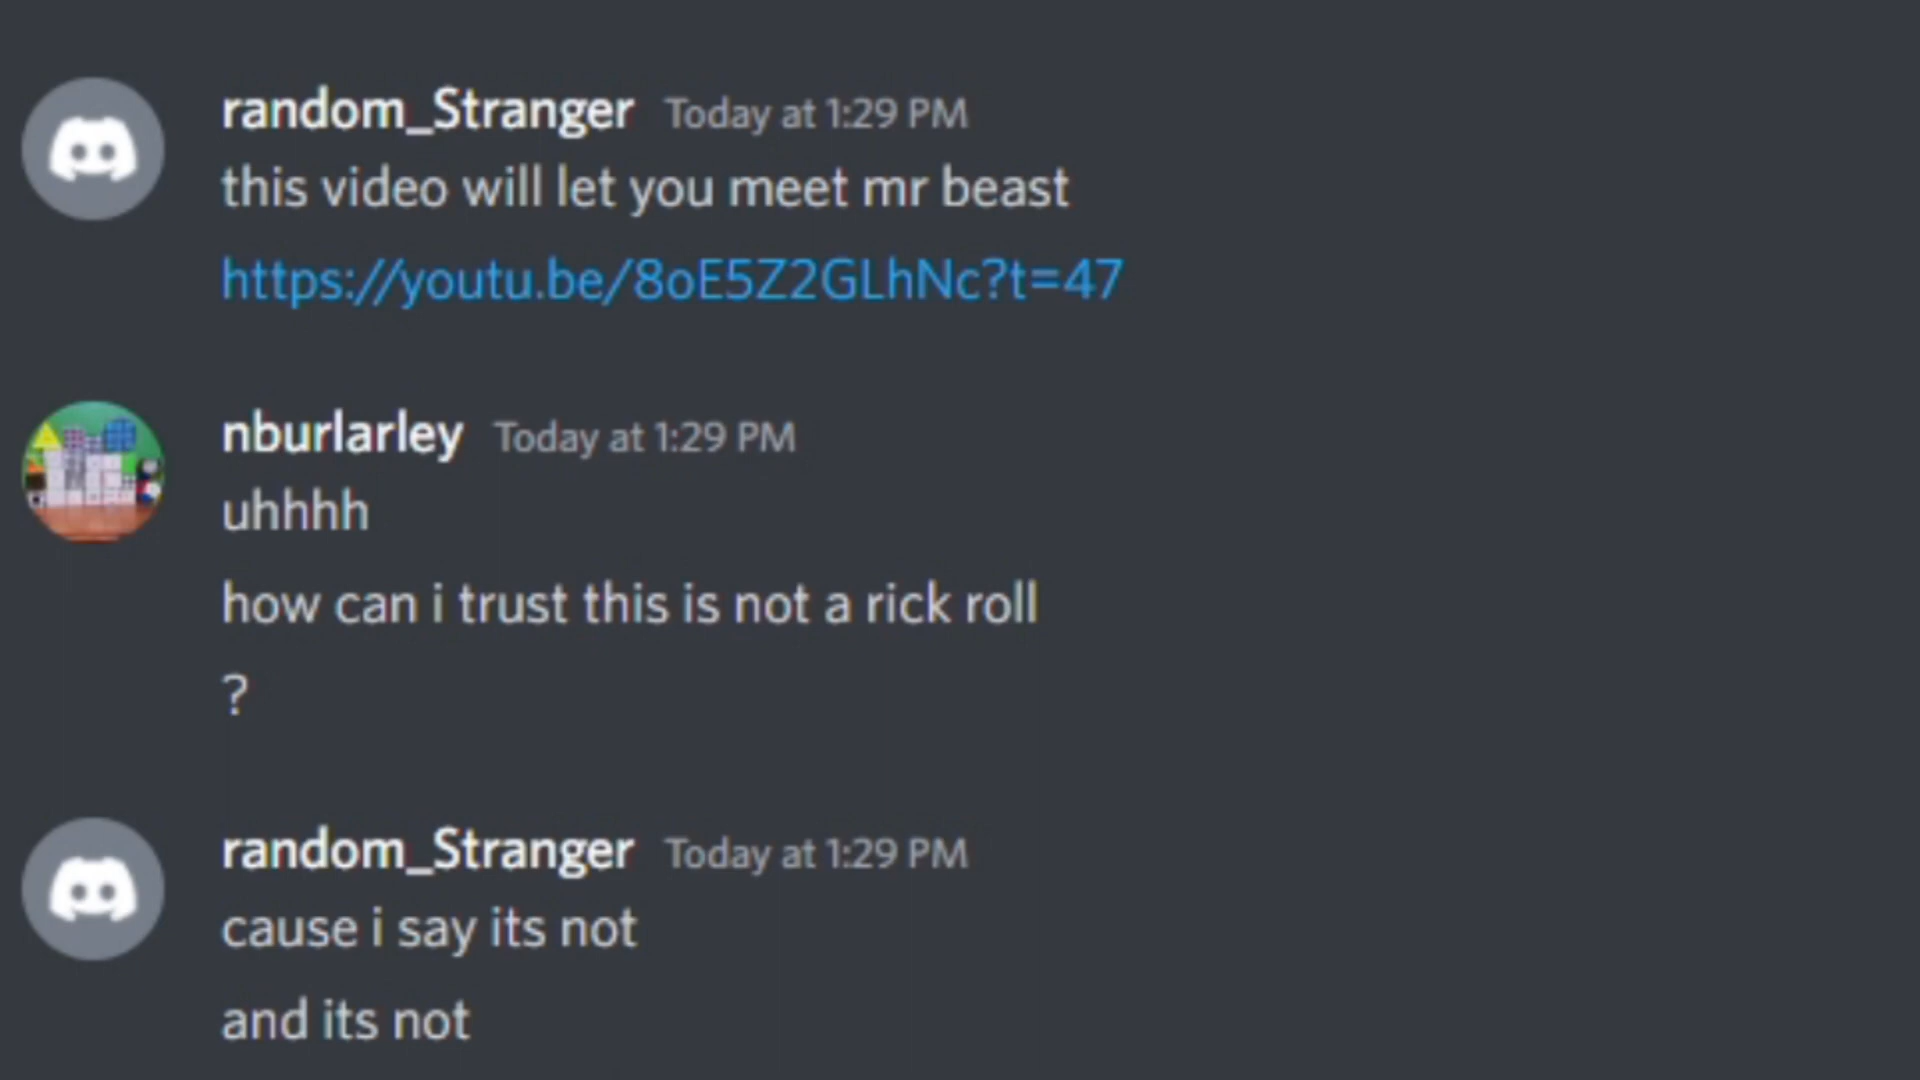 random_Stranger Today at 1:29 PM
this video will let you meet mr beast
https://youtu.be/8oE5Z2GLhNc?t=47
nburlarley Today at 1:29 PM
uhhhh
how can i trust this is not a rick roll
?
random_Stranger Today at 1:29 PM
cause i say its not
and its not